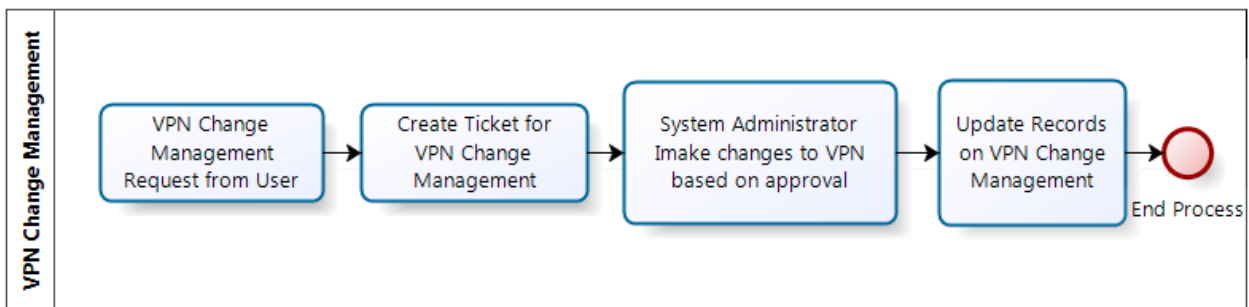 VPN Change Management
VPN Change
Management
Request from User
Create Ticket for
VPN Change
Management
System Administrator
Imake changes to VPN
based on approval
Update Records
on VPN Change
Management
End Process